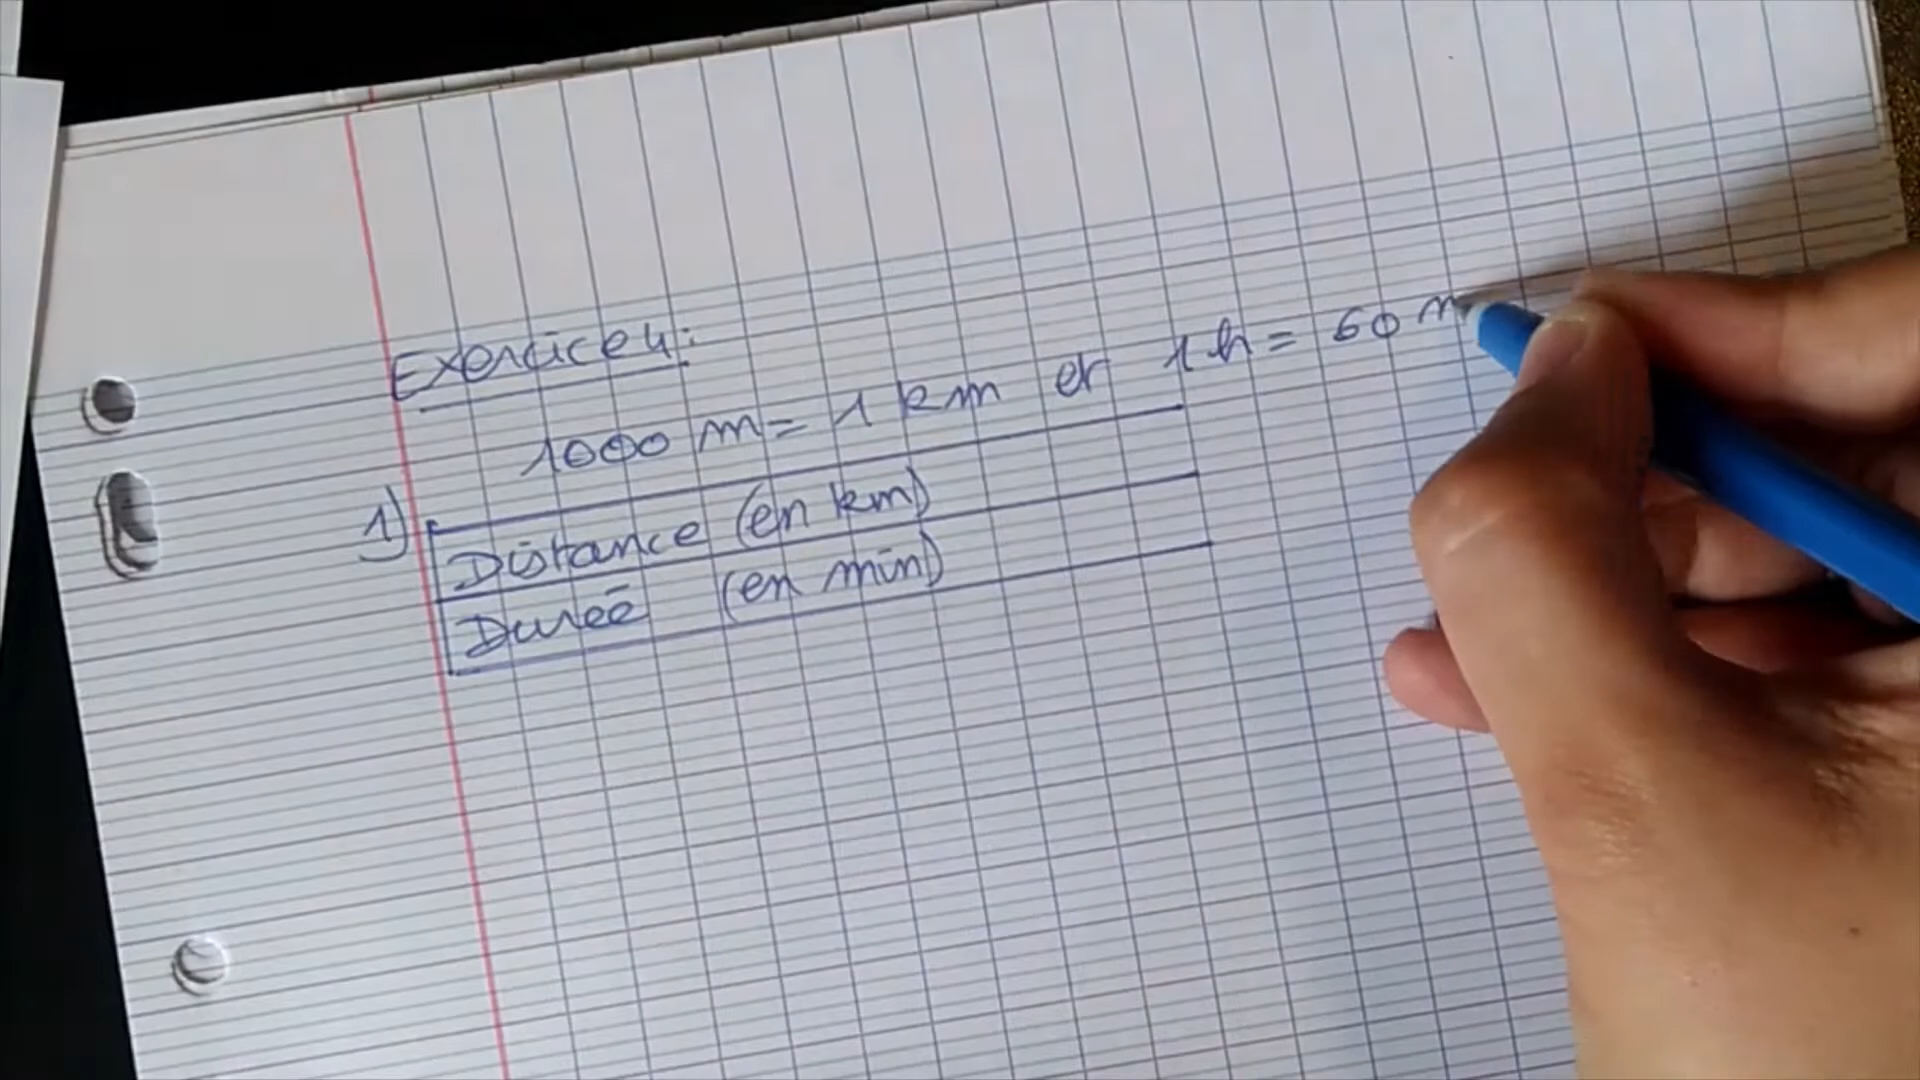 Exercice 4:
1000 m = 1 km et 1 h = 60 m
1) Distance (en km)
Durée (en min)